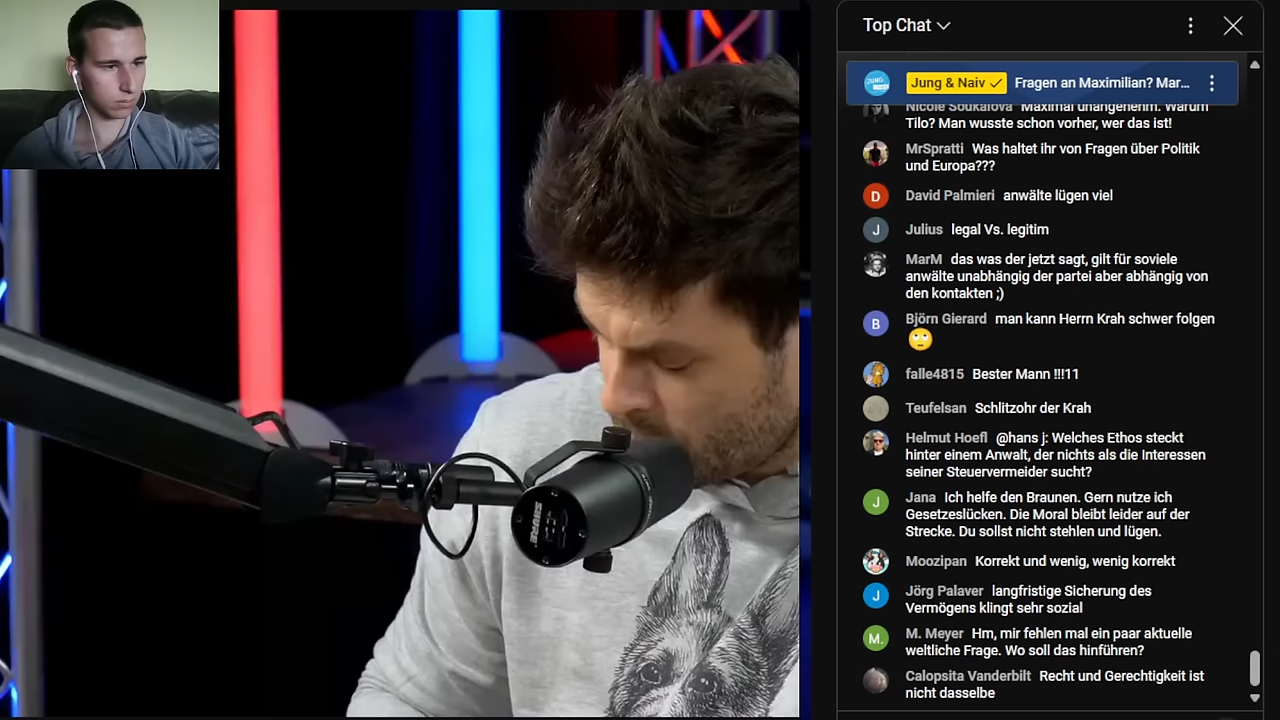 Top Chat
Jung & Naiv
Fragen an Maximilian? Mar...
Nicole Soukalova Maximal unangenehm. Warum
Tilo? Man wusste schon vorher, wer das ist!
MrSpratti Was haltet ihr von Fragen über Politik
und Europa???
D
David Palmieri anwälte lügen viel
J
Julius legal Vs. legitim
MarM das was der jetzt sagt, gilt für soviele
anwälte unabhängig der partei aber abhängig von
den kontakten ;)
B
Björn Gierard man kann Herrn Krah schwer folgen
falle4815 Bester Mann !!!11
Teufelsan Schlitzohr der Krah
Helmut Hoefl @hans j: Welches Ethos steckt
hinter einem Anwalt, der nichts als die Interessen
seiner Steuervermeider sucht?
J
Jana Ich helfe den Braunen. Gern nutze ich
Gesetzeslücken. Die Moral bleibt leider auf der
Strecke. Du sollst nicht stehlen und lügen.
Moozipan Korrekt und wenig, wenig korrekt
J
Jörg Palaver langfristige Sicherung des
Vermögens klingt sehr sozial
M.
M. Meyer Hm, mir fehlen mal ein paar aktuelle
weltliche Frage. Wo soll das hinführen?
Calopsita Vanderbilt Recht und Gerechtigkeit ist
nicht dasselbe
SHURE